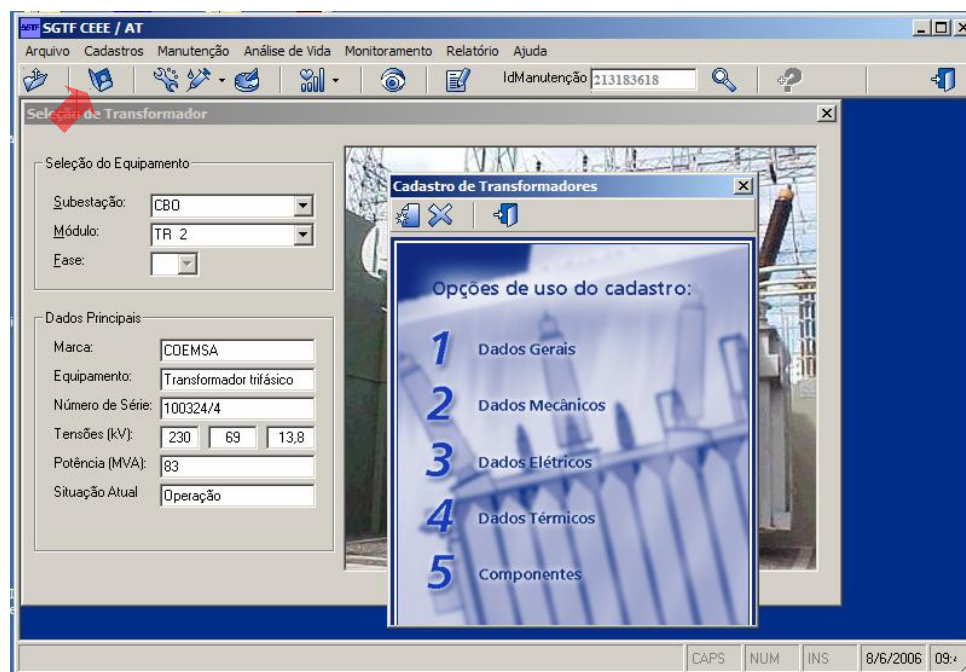 SGTF SGTF CEEE / AT
Arquivo Cadastros Manutenção Análise de Vida Monitoramento Relatório Ajuda
IdManutenção 213183618
Seleção de Transformador
Seleção do Equipamento
Subestação: CBO
Módulo: TR 2
Fase:
Dados Principais
Marca: COEMSA
Equipamento: Transformador trifásico
Número de Série: 100324/4
Tensões (kV): 230 69 13,8
Potência (MVA): 83
Situação Atual Operação
Cadastro de Transformadores
Opções de uso do cadastro:
1 Dados Gerais
2 Dados Mecânicos
3 Dados Elétricos
4 Dados Térmicos
5 Componentes
CAPS NUM INS 8/6/2006